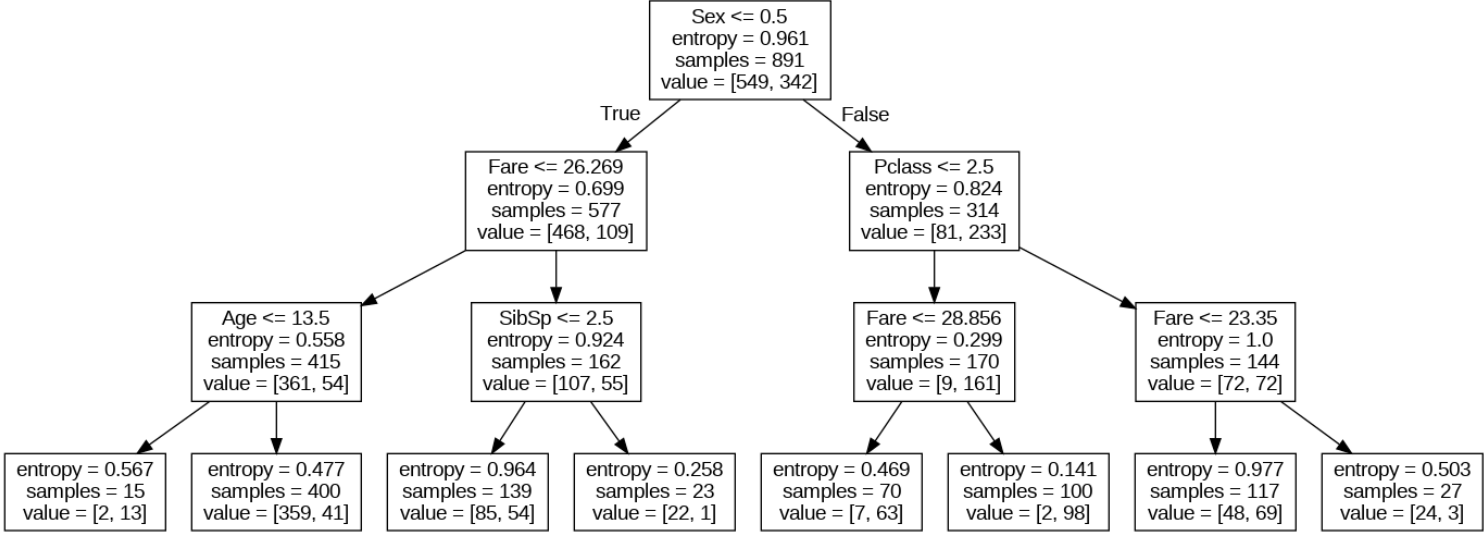 Sex <= 0.5
entropy = 0.961
samples = 891
value = [549, 342]
True
False
Fare <= 26.269
entropy = 0.699
samples = 577
value = [468, 109]
Pclass <= 2.5
entropy = 0.824
samples = 314
value = [81, 233]
Age <= 13.5
entropy = 0.558
samples = 415
value = [361, 54]
SibSp <= 2.5
entropy = 0.924
samples = 162
value = [107, 55]
Fare <= 28.856
entropy = 0.299
samples = 170
value = [9, 161]
Fare <= 23.35
entropy = 1.0
samples = 144
value = [72, 72]
entropy = 0.567
samples = 15
value = [2, 13]
entropy = 0.477
samples = 400
value = [359, 41]
entropy = 0.964
samples = 139
value = [85, 54]
entropy = 0.258
samples = 23
value = [22, 1]
entropy = 0.469
samples = 70
value = [7, 63]
entropy = 0.141
samples = 100
value = [2, 98]
entropy = 0.977
samples = 117
value = [48, 69]
entropy = 0.503
samples = 27
value = [24, 3]